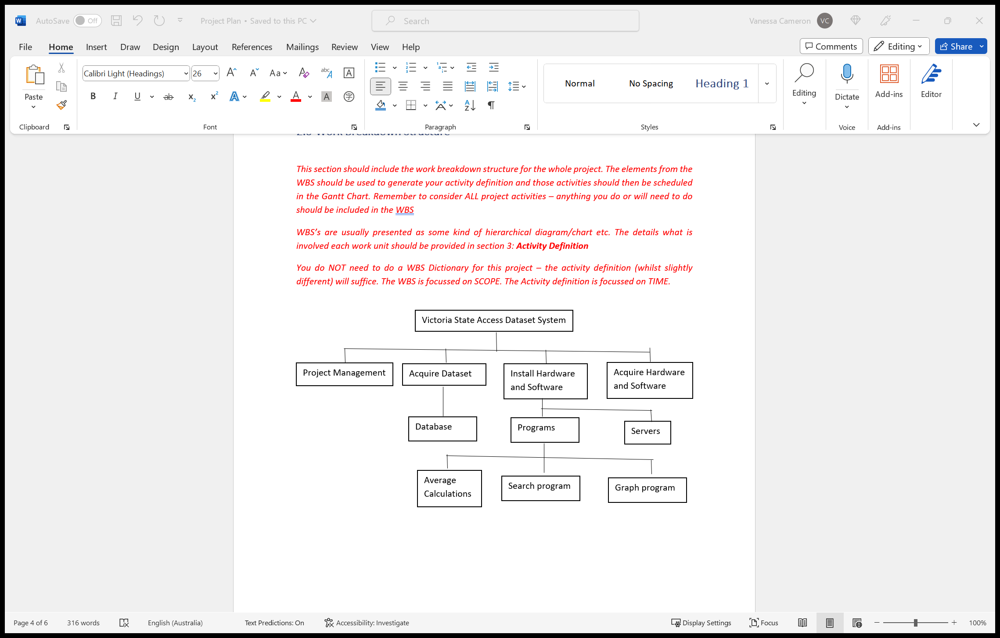 AutoSave Off Project Plan • Saved to this PC Search Vanessa Cameron VC
File Home Insert Draw Design Layout References Mailings Review View Help Comments Editing Share
Paste
Clipboard
Calibri Light (Headings) 26
Font
Paragraph
Normal No Spacing Heading 1
Styles
Editing
Dictate
Voice
Add-ins
Add-ins
Editor
2.0 Work Breakdown Structure
This section should include the work breakdown structure for the whole project. The elements from the
WBS should be used to generate your activity definition and those activities should then be scheduled
in the Gantt Chart. Remember to consider ALL project activities – anything you do or will need to do
should be included in the WBS
WBS’s are usually presented as some kind of hierarchical diagram/chart etc. The details what is
involved each work unit should be provided in section 3: Activity Definition
You do NOT need to do a WBS Dictionary for this project – the activity definition (whilst slightly
different) will suffice. The WBS is focussed on SCOPE. The Activity definition is focussed on TIME.
Victoria State Access Dataset System
Project Management
Acquire Dataset
Install Hardware
and Software
Acquire Hardware
and Software
Database
Programs
Servers
Average
Calculations
Search program
Graph program
Page 4 of 6 316 words English (Australia) Text Predictions: On Accessibility: Investigate Display Settings Focus 100%